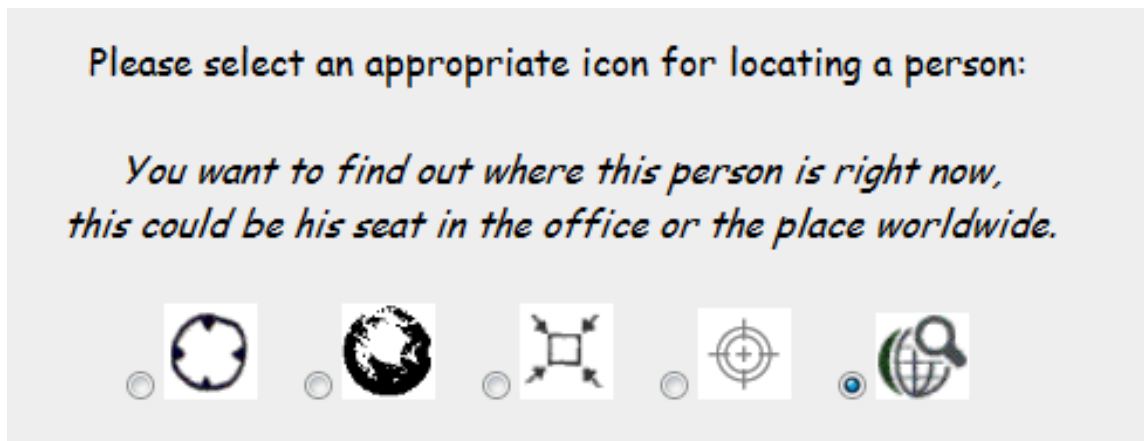 Please select an appropriate icon for locating a person:
You want to find out where this person is right now,
this could be his seat in the office or the place worldwide.